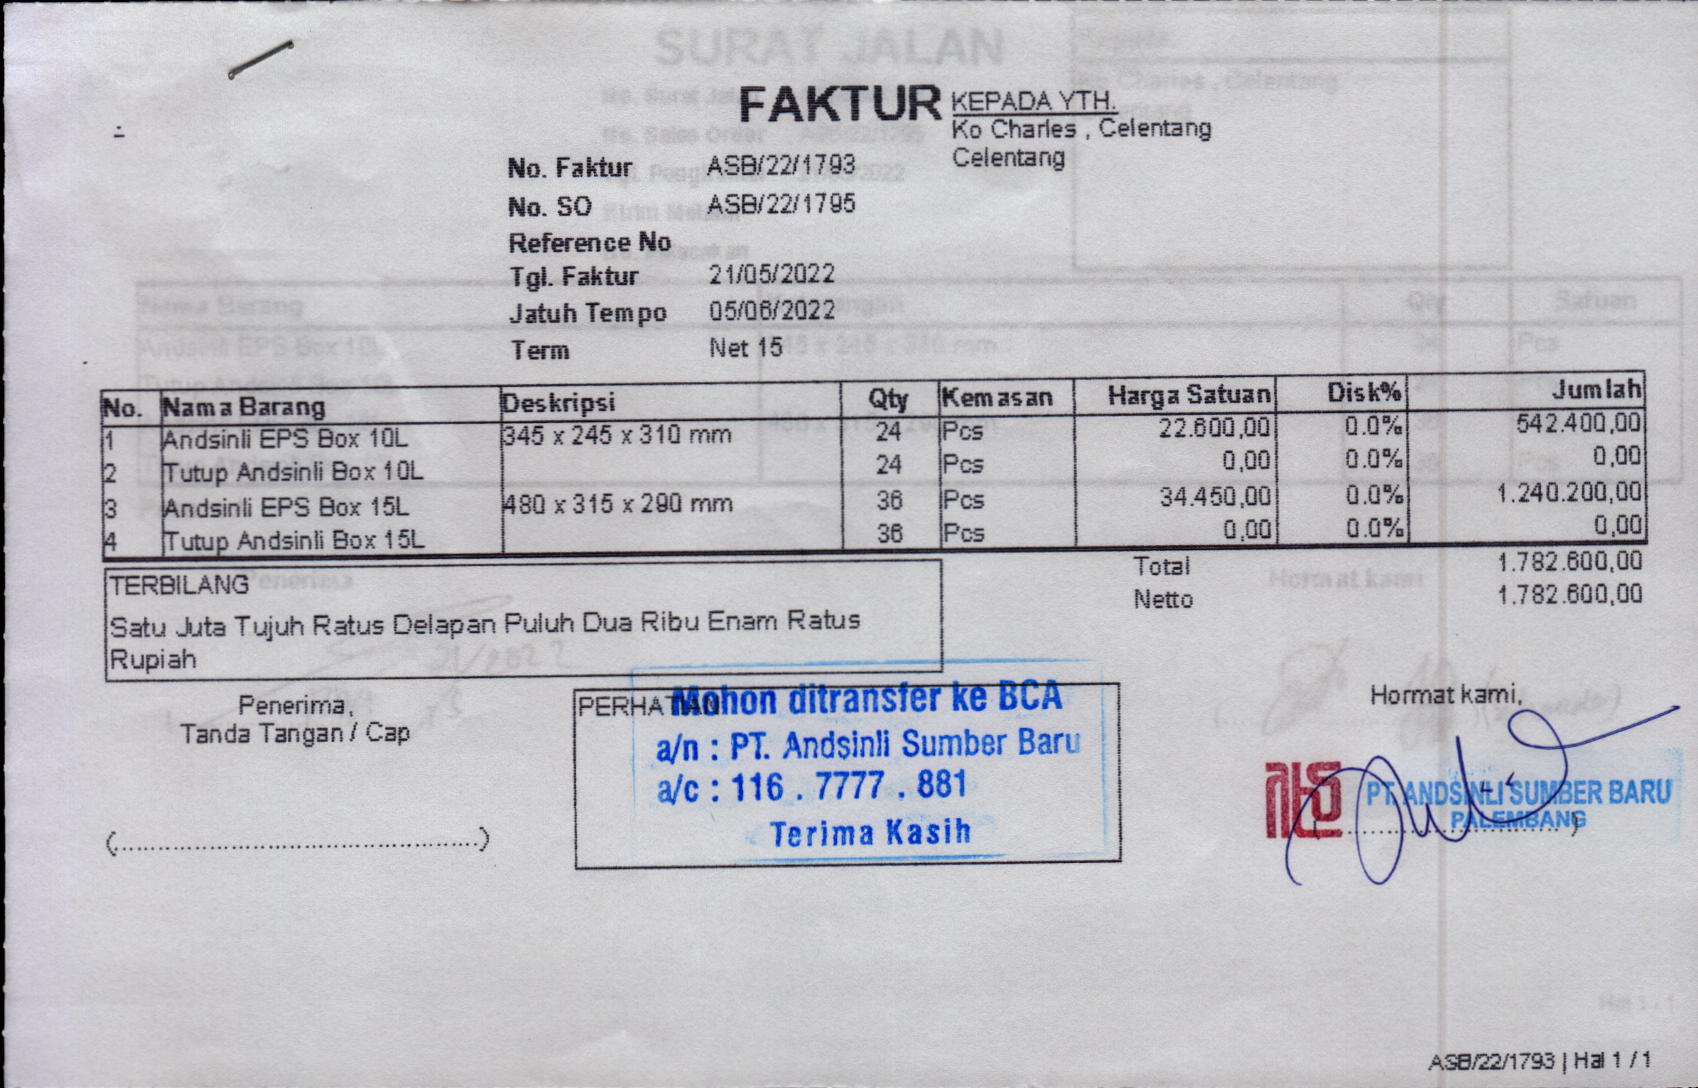 SURAT JALAN
FAKTUR
KEPADA YTH.
Ko Charles , Celentang
Celentang
No. Faktur ASB/22/1793
No. SO ASB/22/1795
Reference No
Tgl. Faktur 21/05/2022
Jatuh Tempo 05/06/2022
Term Net 15
No. Nama Barang Deskripsi Qty Kemasan Harga Satuan Disk% Jumlah
1 Andsinli EPS Box 10L 345 x 245 x 310 mm 24 Pcs 22.600,00 0.0% 542.400,00
2 Tutup Andsinli Box 10L 24 Pcs 0,00 0.0% 0,00
3 Andsinli EPS Box 15L 480 x 315 x 290 mm 36 Pcs 34.450,00 0.0% 1.240.200,00
4 Tutup Andsinli Box 15L 36 Pcs 0,00 0.0% 0,00
Total 1.782.600,00
Netto 1.782.600,00
TERBILANG
Satu Juta Tujuh Ratus Delapan Puluh Dua Ribu Enam Ratus
Rupiah
Penerima,
Tanda Tangan / Cap
(..............................................)
PERHATIAN
Mohon ditransfer ke BCA
a/n : PT. Andsinli Sumber Baru
a/c : 116 . 7777 . 881
Terima Kasih
Hormat kami,
PT. ANDSINLI SUMBER BARU
PALEMBANG
ASB/22/1793 | Hal 1 / 1